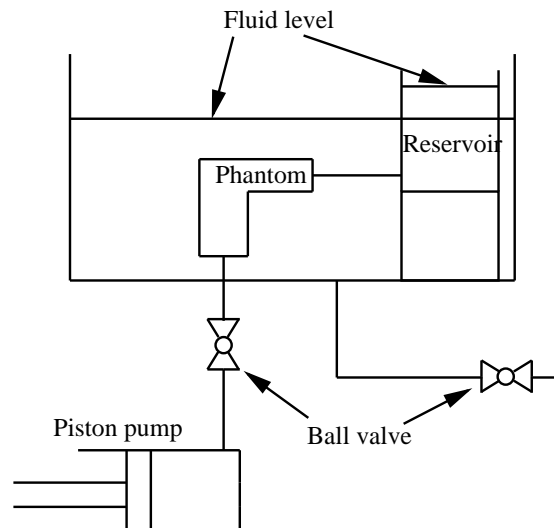 Fluid level
Reservoir
Phantom
Piston pump
Ball valve